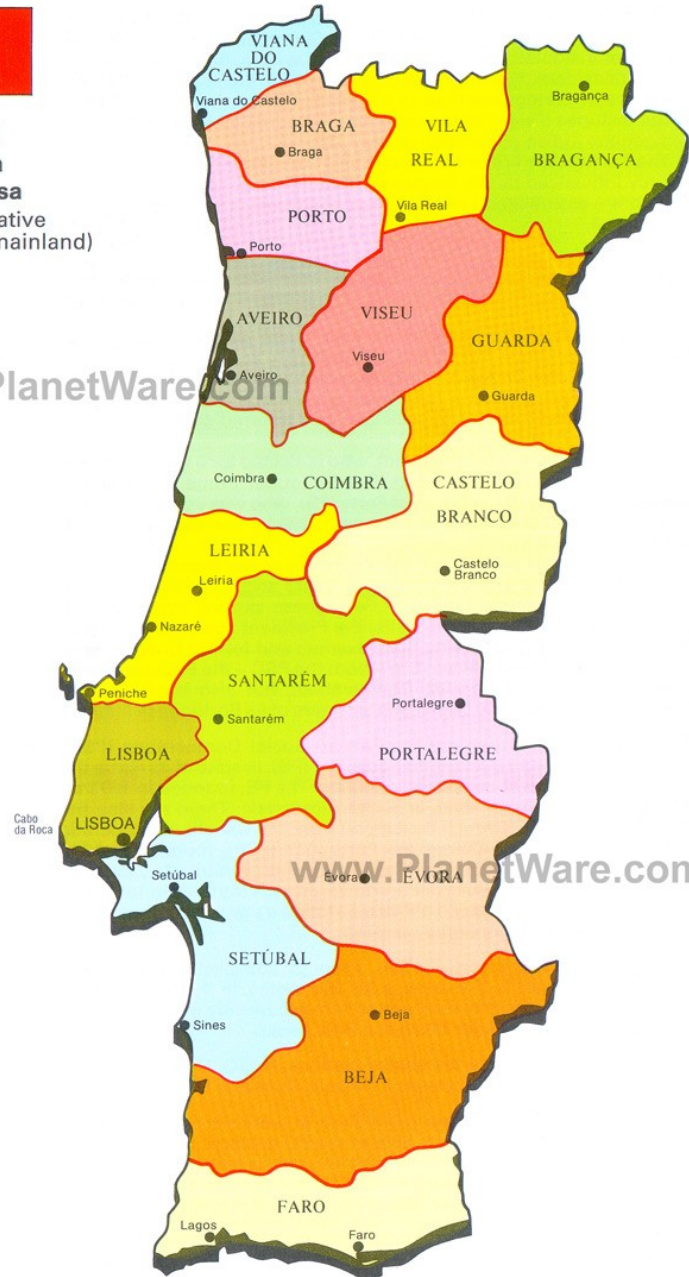 VIANA
DO
CASTELO
Viana do Castelo
BRAGA
Braga
VILA
REAL
Vila Real
Bragança
BRAGANÇA
sa
ative
mainland)
PORTO
Porto
AVEIRO
Aveiro
VISEU
Viseu
GUARDA
Guarda
PlanetWare.com
Coimbra
COIMBRA
CASTELO
BRANCO
Castelo
Branco
LEIRIA
Leiria
Nazaré
Peniche
SANTARÉM
Santarém
Portalegre
PORTALEGRE
LISBOA
Cabo
da Roca
LISBOA
Setúbal
SETÚBAL
Évora
ÉVORA
www.PlanetWare.com
Sines
Beja
BEJA
FARO
Lagos
Faro